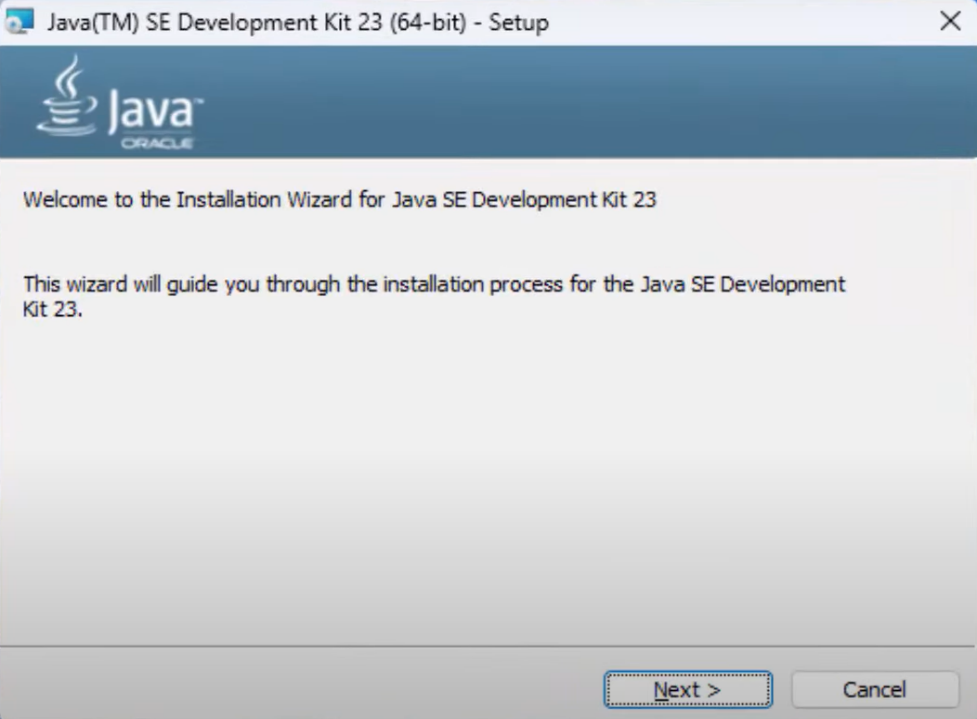 Java(TM) SE Development Kit 23 (64-bit) - Setup
Java™
ORACLE
Welcome to the Installation Wizard for Java SE Development Kit 23
This wizard will guide you through the installation process for the Java SE Development
Kit 23.
Next >
Cancel